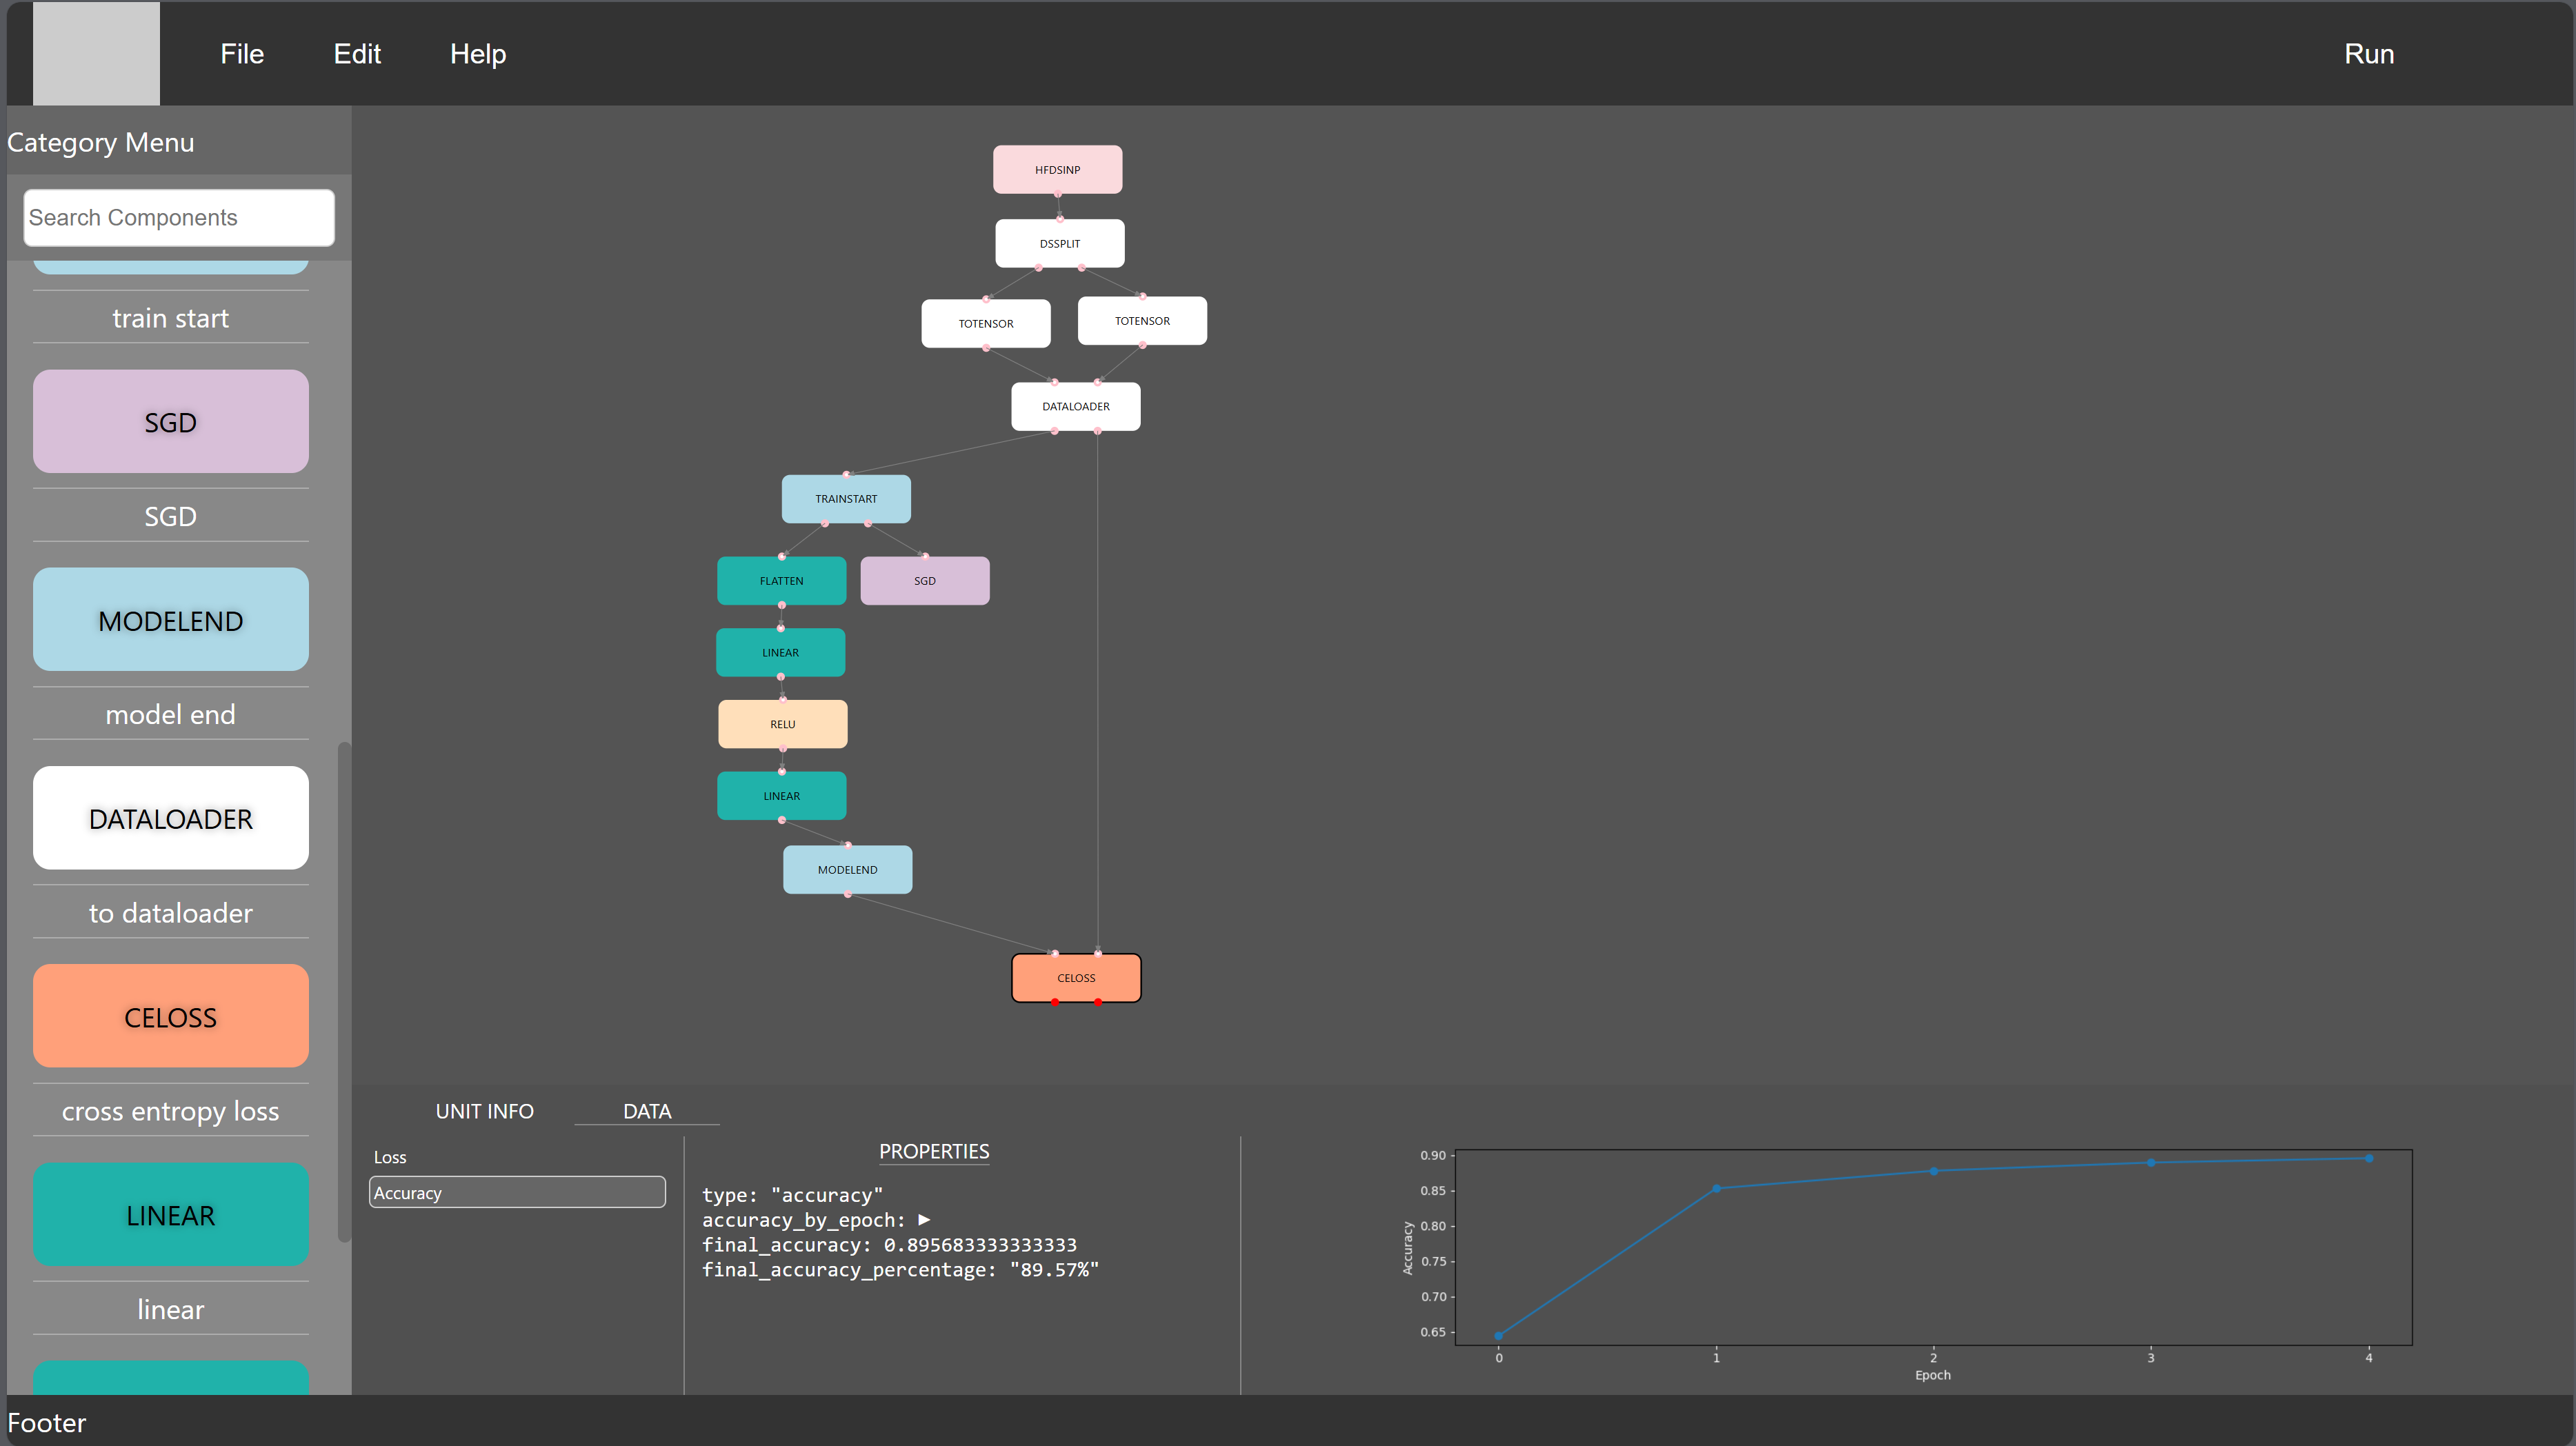 File Edit Help Run
Category Menu
Search Components
train start
SGD
SGD
MODELEND
model end
DATALOADER
to dataloader
CELOSS
cross entropy loss
LINEAR
linear
HFDSINP
DSSPLIT
TOTENSOR TOTENSOR
DATALOADER
TRAINSTART
FLATTEN SGD
LINEAR
RELU
LINEAR
MODELEND
CELOSS
UNIT INFO DATA
Loss
Accuracy
PROPERTIES
type: "accuracy"
accuracy_by_epoch: ▶
final_accuracy: 0.895683333333333
final_accuracy_percentage: "89.57%"
Accuracy
0.90
0.85
0.80
0.75
0.70
0.65
0 1 2 3 4
Epoch
Footer